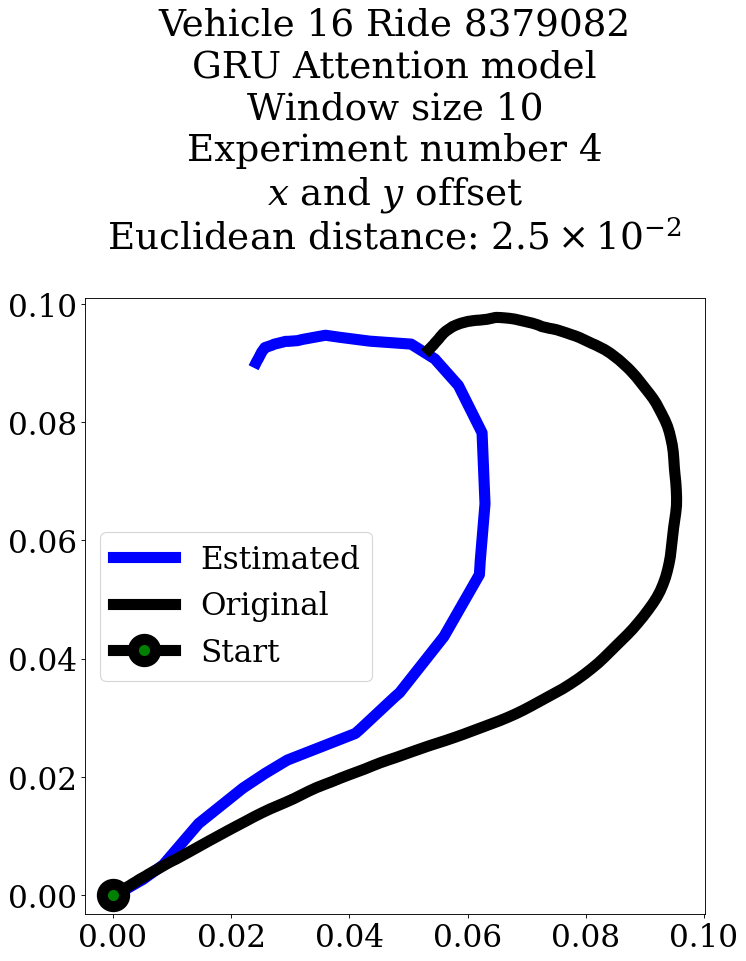 Vehicle 16 Ride 8379082
GRU Attention model
Window size 10
Experiment number 4
x and y offset
Euclidean distance: 2.5 × 10⁻²
0.10
0.08
0.06
0.04
0.02
0.00
Estimated
Original
Start
0.00 0.02 0.04 0.06 0.08 0.10